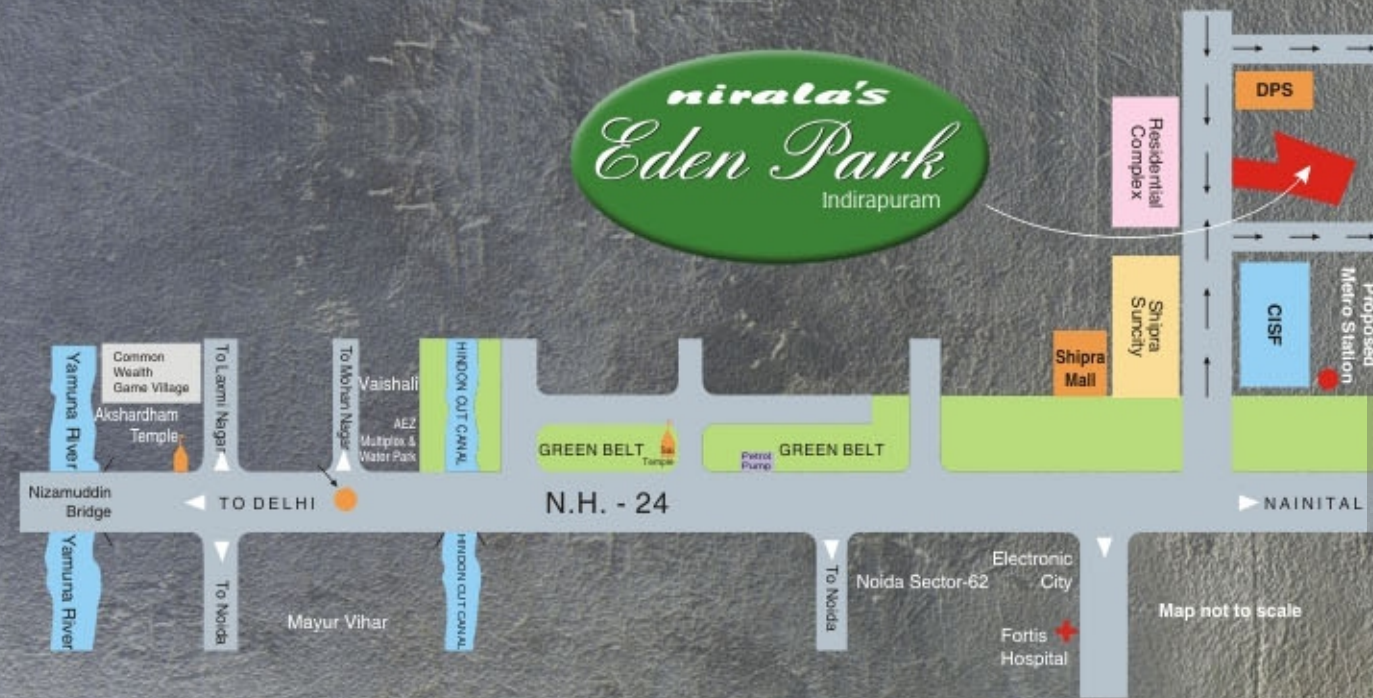 nirala's
Eden Park
Indirapuram
Residential
Complex
DPS
Shipra
Suncity
Shipra
Mall
CISF
Proposed
Metro Station
Yamuna River
Common
Wealth
Game Village
Akshardham
Temple
To Laxmi Nagar
To Mohan Nagar
Vaishali
AEZ
Multiplex &
Water Park
HINDON CUT CANAL
GREEN BELT
Sai
Temple
Petrol
Pump
GREEN BELT
Nizamuddin
Bridge
TO DELHI
N.H. - 24
NAINITAL
Yamuna River
To Noida
Mayur Vihar
HINDON CUT CANAL
To Noida
Noida Sector-62
Electronic
City
Fortis
Hospital
Map not to scale